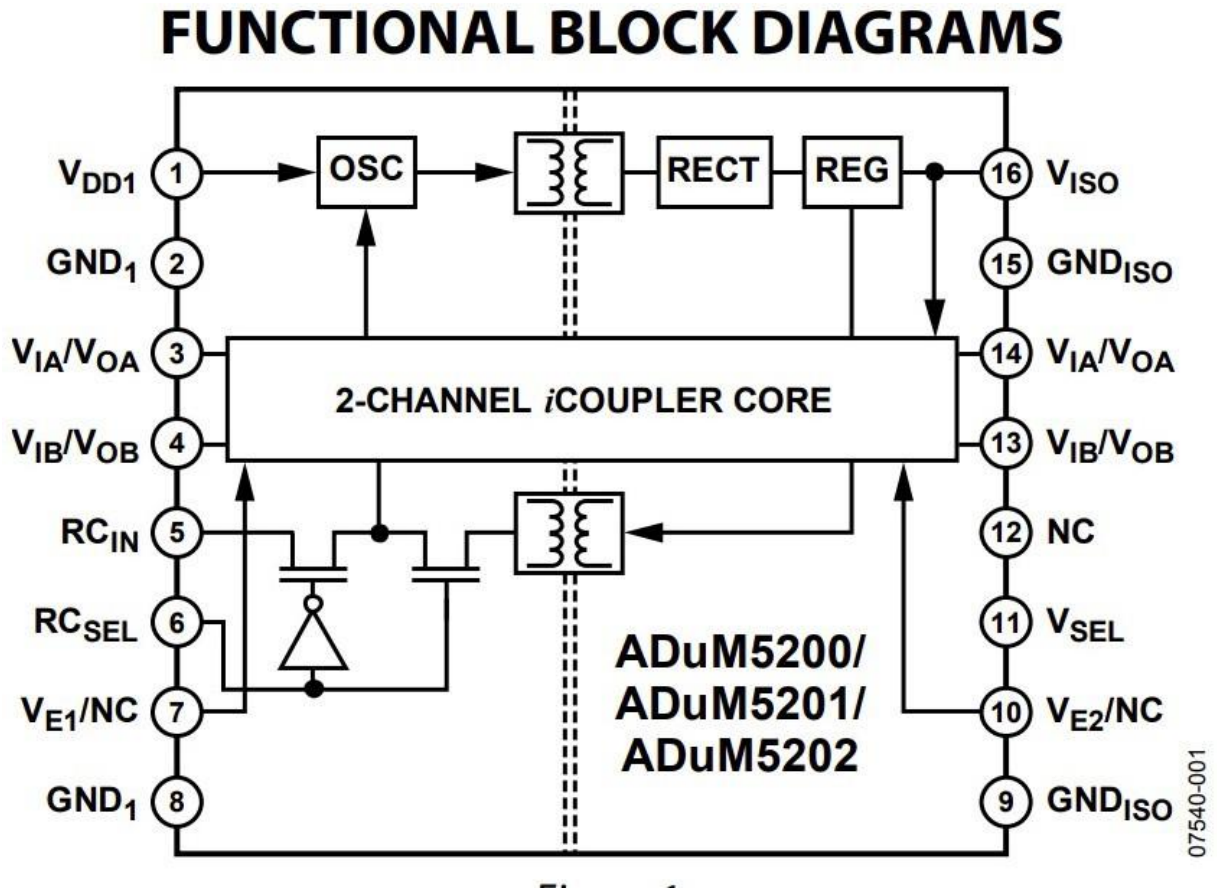 FUNCTIONAL BLOCK DIAGRAMS
VDD1 1 OSC RECT REG 16 VISO
GND1 2 15 GNDISO
VIA/VOA 3 14 VIA/VOA
2-CHANNEL iCOUPLER CORE
VIB/VOB 4 13 VIB/VOB
RCIN 5 12 NC
RCSEL 6 11 VSEL
ADuM5200/
ADuM5201/
ADuM5202
VE1/NC 7 10 VE2/NC
GND1 8 9 GNDISO
07540-001